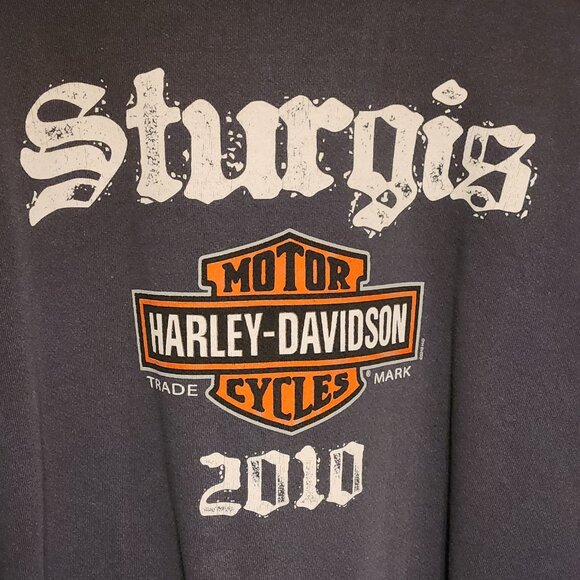 Sturgis
MOTOR
HARLEY-DAVIDSON
TRADE ® MARK
CYCLES
2010